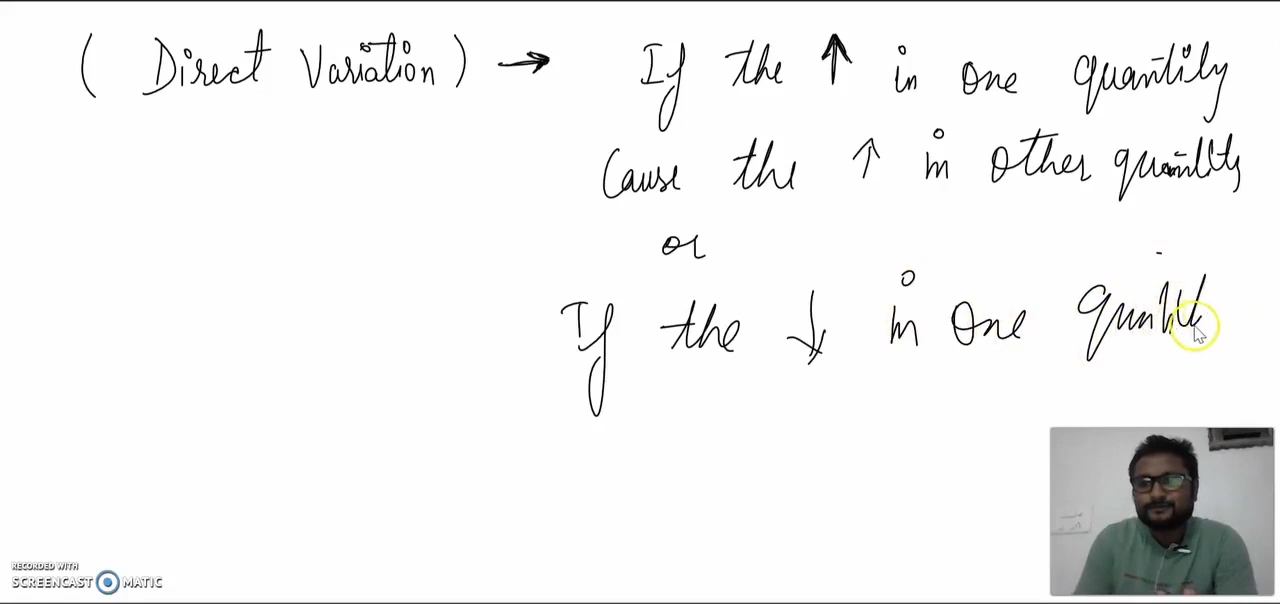 ( Direct Variation ) → If the ↑ in one quantity
Cause the ↑ in other quantity
or
If the ↓ in one
RECORDED WITH
SCREENCAST MATIC